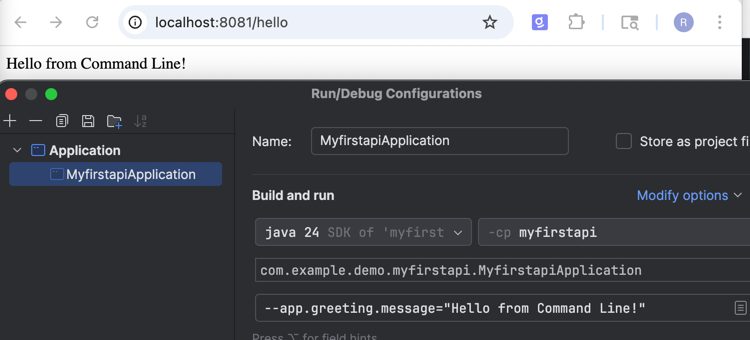 localhost:8081/hello
R
Hello from Command Line!
Run/Debug Configurations
Application
MyfirstapiApplication
Name: MyfirstapiApplication
Store as project fi
Build and run
Modify options
java 24 SDK of 'myfirst
-cp myfirstapi
com.example.demo.myfirstapi.MyfirstapiApplication
--app.greeting.message="Hello from Command Line!"
Press ⌥ for field hints